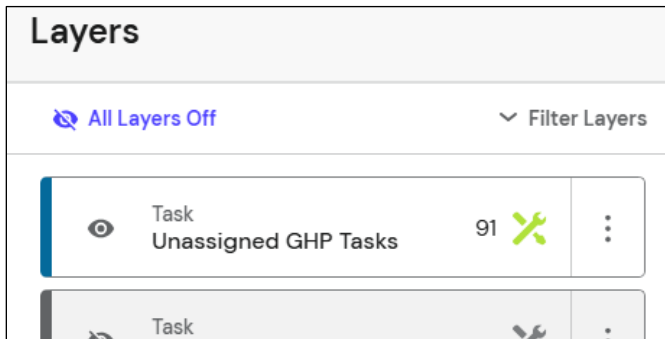 Layers
All Layers Off
Filter Layers
Task
Unassigned GHP Tasks
91
Task